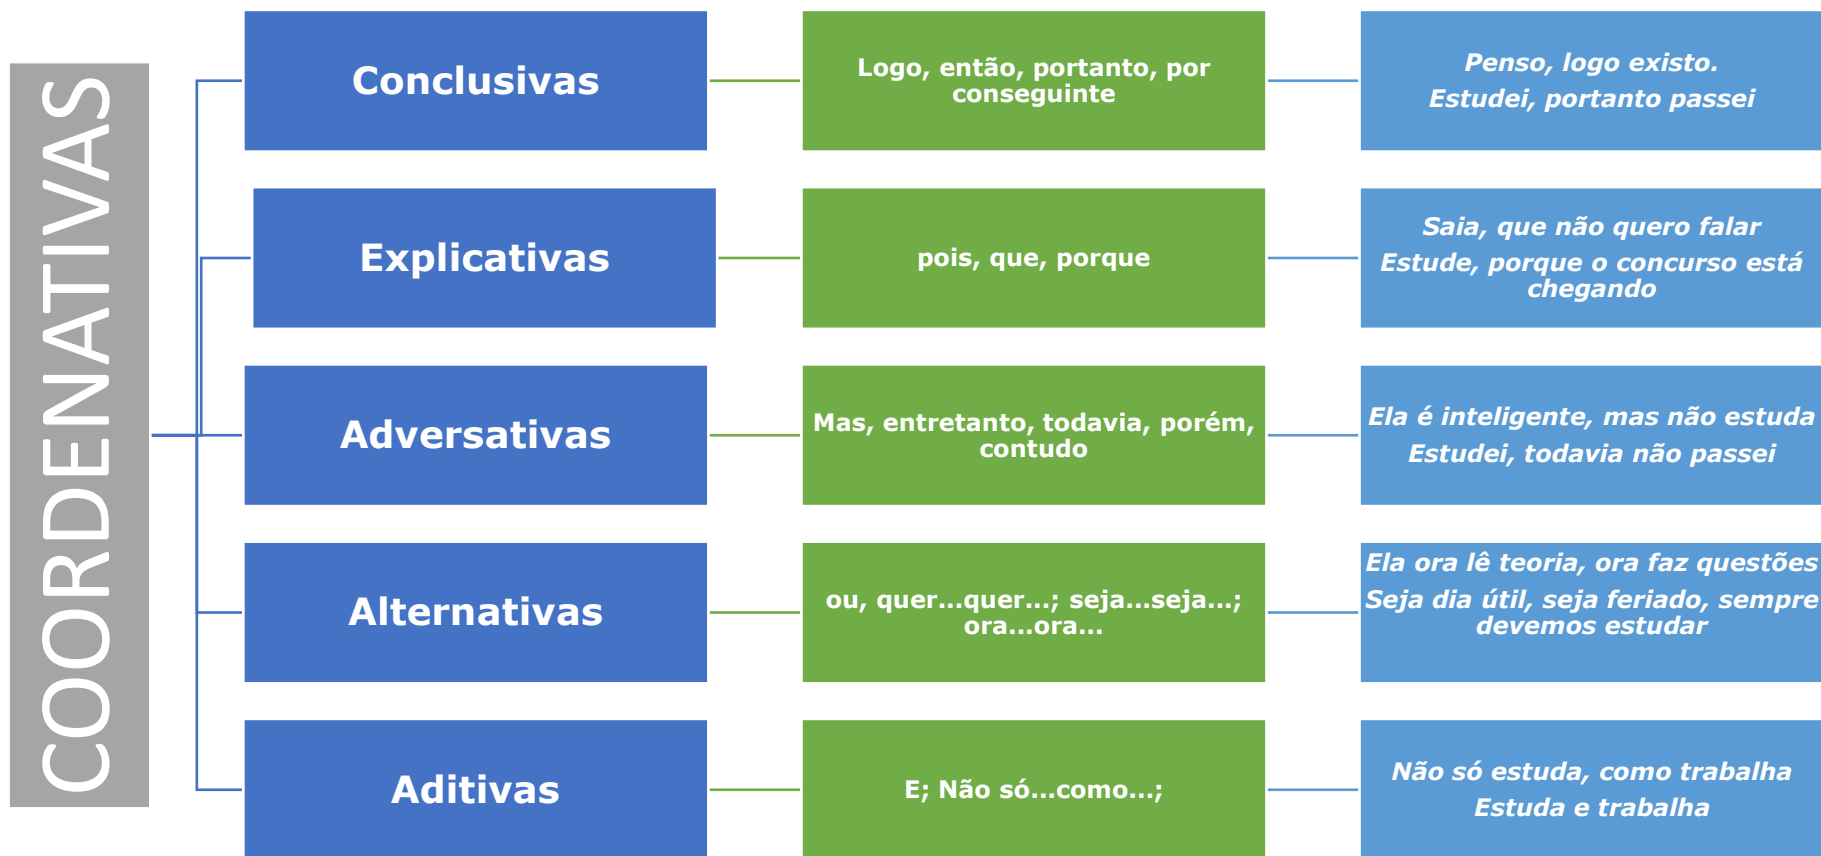 COORDENATIVAS
Conclusivas
Logo, então, portanto, por
conseguinte
Penso, logo existo.
Estudei, portanto passei
Explicativas
pois, que, porque
Saia, que não quero falar
Estude, porque o concurso está
chegando
Adversativas
Mas, entretanto, todavia, porém,
contudo
Ela é inteligente, mas não estuda
Estudei, todavia não passei
Alternativas
ou, quer...quer...; seja...seja...;
ora...ora...
Ela ora lê teoria, ora faz questões
Seja dia útil, seja feriado, sempre
devemos estudar
Aditivas
E; Não só...como...;
Não só estuda, como trabalha
Estuda e trabalha